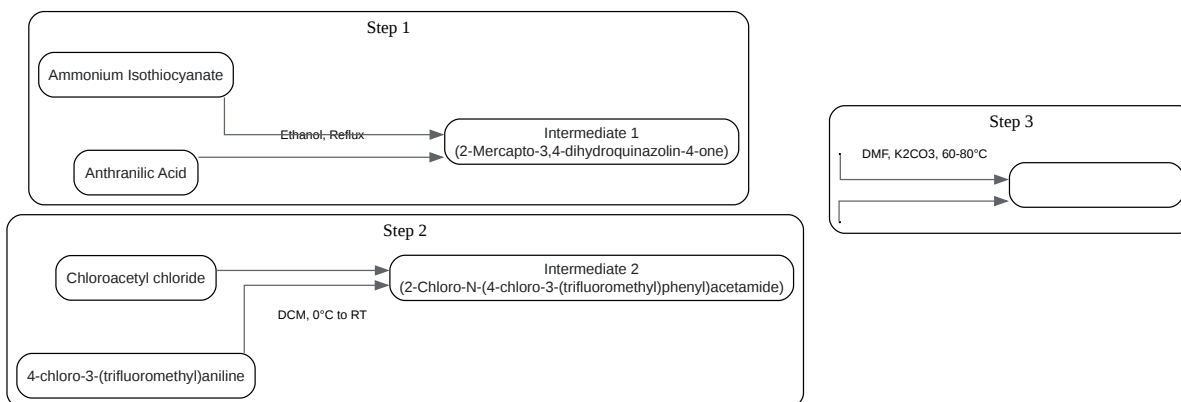 Step 1
Ammonium Isothiocyanate
Ethanol, Reflux
Intermediate 1
(2-Mercapto-3,4-dihydroquinazolin-4-one)
Anthranilic Acid
Step 2
Chloroacetyl chloride
Intermediate 2
(2-Chloro-N-(4-chloro-3-(trifluoromethyl)phenyl)acetamide)
DCM, 0°C to RT
4-chloro-3-(trifluoromethyl)aniline
Step 3
DMF, K2CO3, 60-80°C